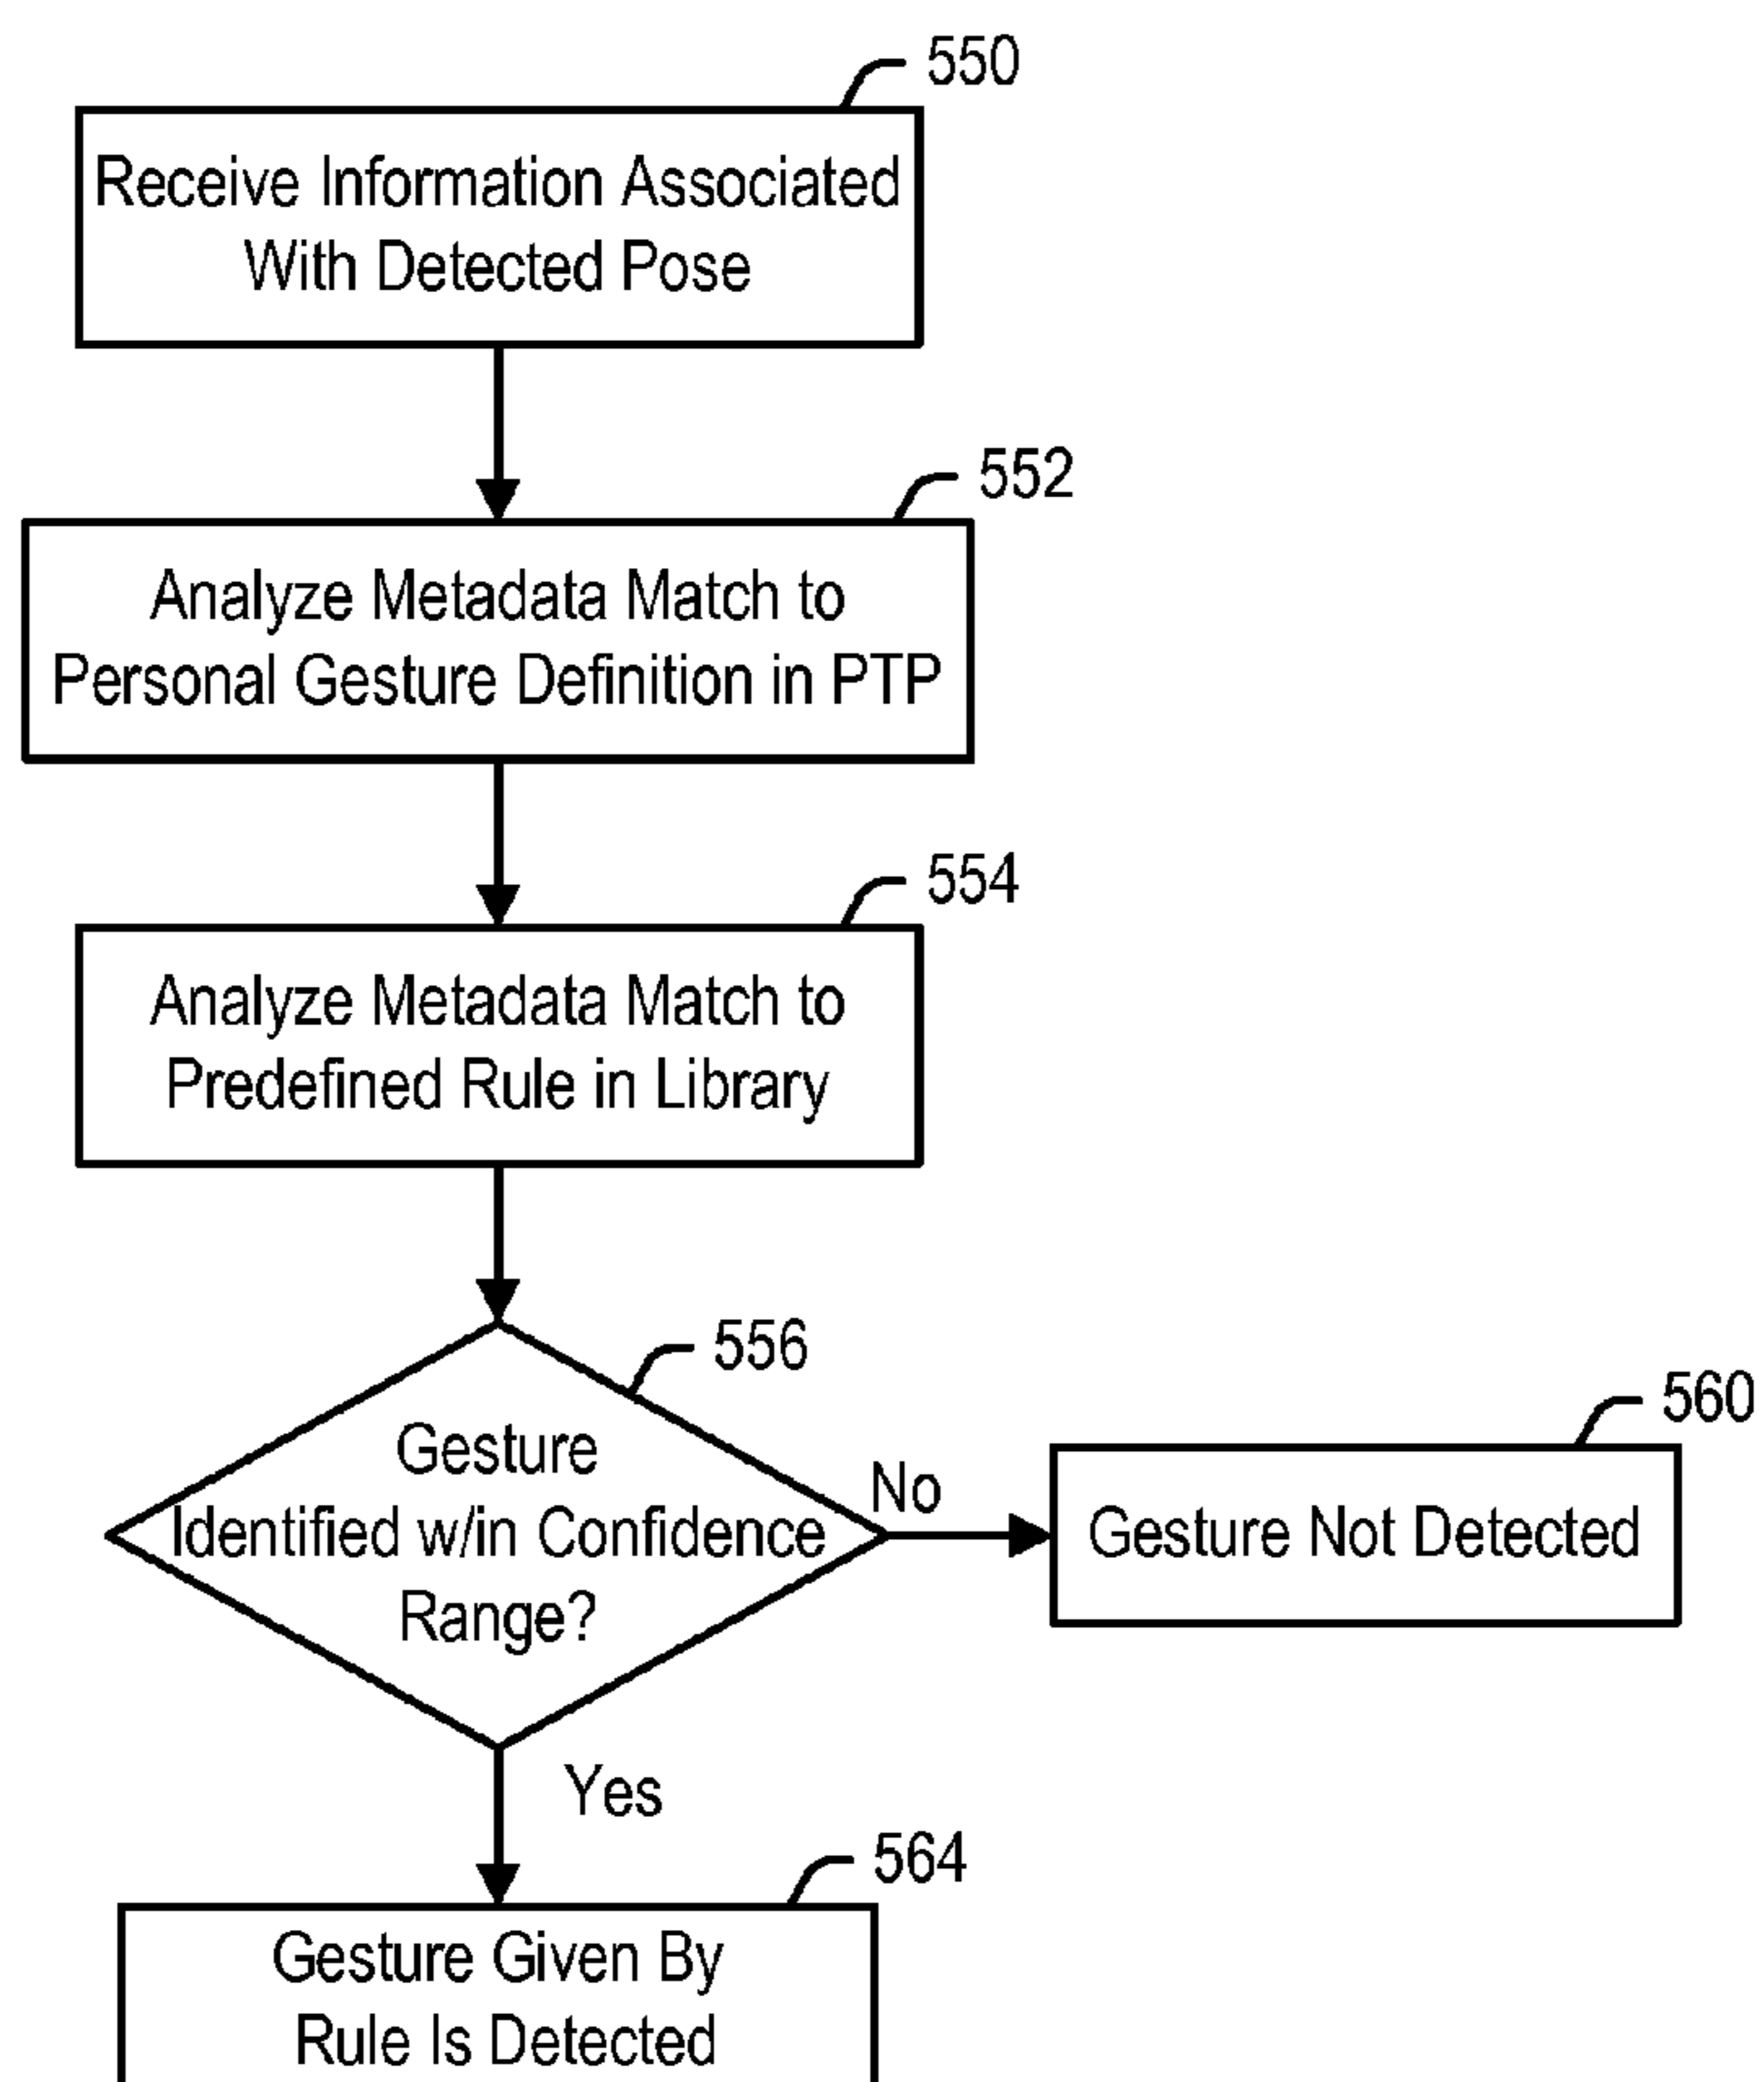 550
Receive Information Associated
With Detected Pose
552
Analyze Metadata Match to
Personal Gesture Definition in PTP
554
Analyze Metadata Match to
Predefined Rule in Library
556
Gesture
Identified w/in Confidence
Range?
No
560
Gesture Not Detected
Yes
564
Gesture Given By
Rule Is Detected